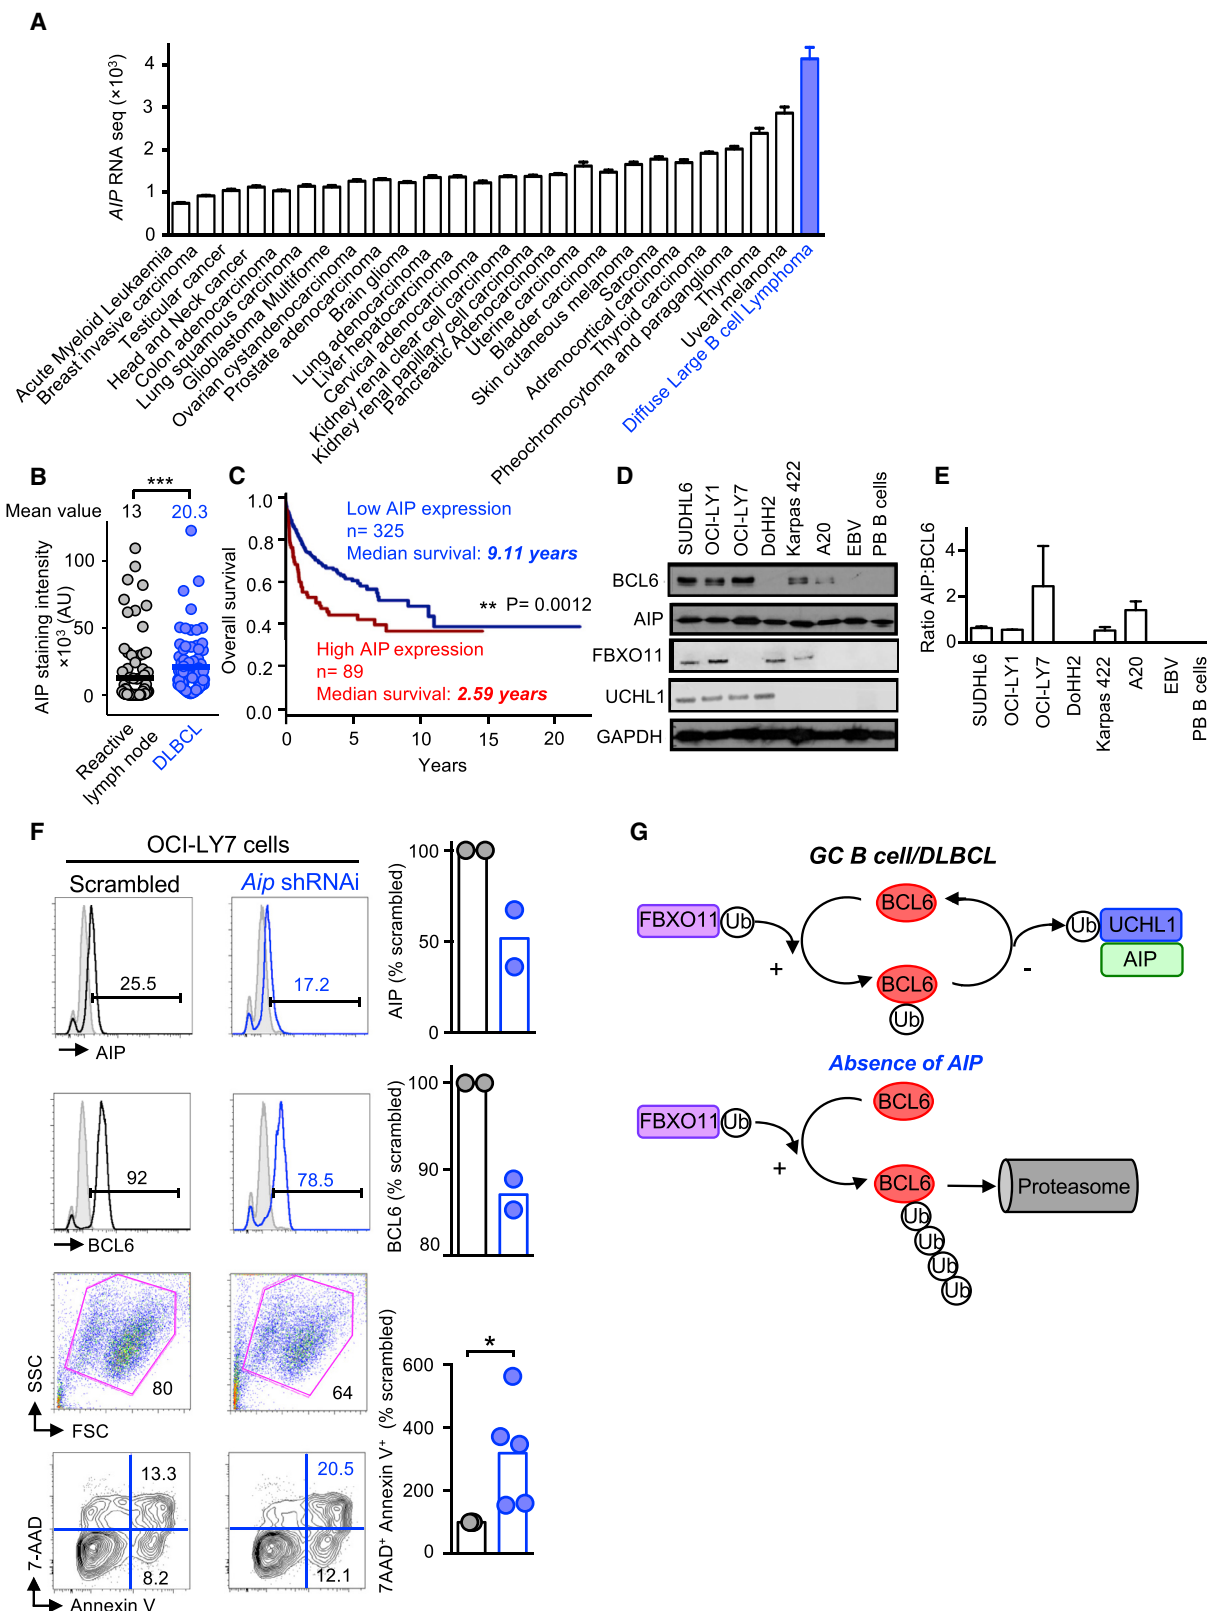 A
AIP RNA seq (×10³)
4
3
2
1
0
Acute Myeloid Leukaemia
Breast invasive carcinoma
Testicular cancer
Head and Neck cancer
Colon adenocarcinoma
Lung squamous carcinoma
Glioblastoma Multiforme
Ovarian cystandenocarcinoma
Prostate adenocarcinoma
Brain glioma
Lung adenocarcinoma
Liver hepatocarcinoma
Cervical adenocarcinoma
Kidney renal clear cell carcinoma
Kidney renal papillary cell carcinoma
Pancreatic Adenocarcinoma
Uterine carcinoma
Bladder carcinoma
Skin cutaneous melanoma
Sarcoma
Adrenocortical carcinoma
Thyroid carcinoma
Pheochromocytoma and paraganglioma
Thymoma
Uveal melanoma
Diffuse Large B cell Lymphoma
B
***
Mean value 13 20.3
AIP staining intensity
×10³ (AU)
100
50
0
Reactive
lymph node
DLBCL
C
Overall survival
1.0
0.8
0.6
0.4
0.2
0.0
Low AIP expression
n= 325
Median survival: 9.11 years
** P= 0.0012
High AIP expression
n= 89
Median survival: 2.59 years
0 5 10 15 20
Years
D
SUDHL6
OCI-LY1
OCI-LY7
DoHH2
Karpas 422
A20
EBV
PB B cells
BCL6
AIP
FBXO11
UCHL1
GAPDH
E
Ratio AIP:BCL6
4
2
0
SUDHL6
OCI-LY1
OCI-LY7
DoHH2
Karpas 422
A20
EBV
PB B cells
F
OCI-LY7 cells
Scrambled
Aip shRNAi
25.5
17.2
AIP
AIP (% scrambled)
100
50
0
92
78.5
BCL6
BCL6 (% scrambled)
100
90
80
SSC
FSC
80
64
7-AAD
Annexin V
13.3
8.2
20.5
12.1
7AAD⁺ Annexin V⁺ (% scrambled)
*
600
400
200
0
G
GC B cell/DLBCL
FBXO11
Ub
+
BCL6
BCL6
Ub
-
Ub
UCHL1
AIP
Absence of AIP
FBXO11
Ub
+
BCL6
BCL6
Ub
Ub
Ub
Ub
Proteasome